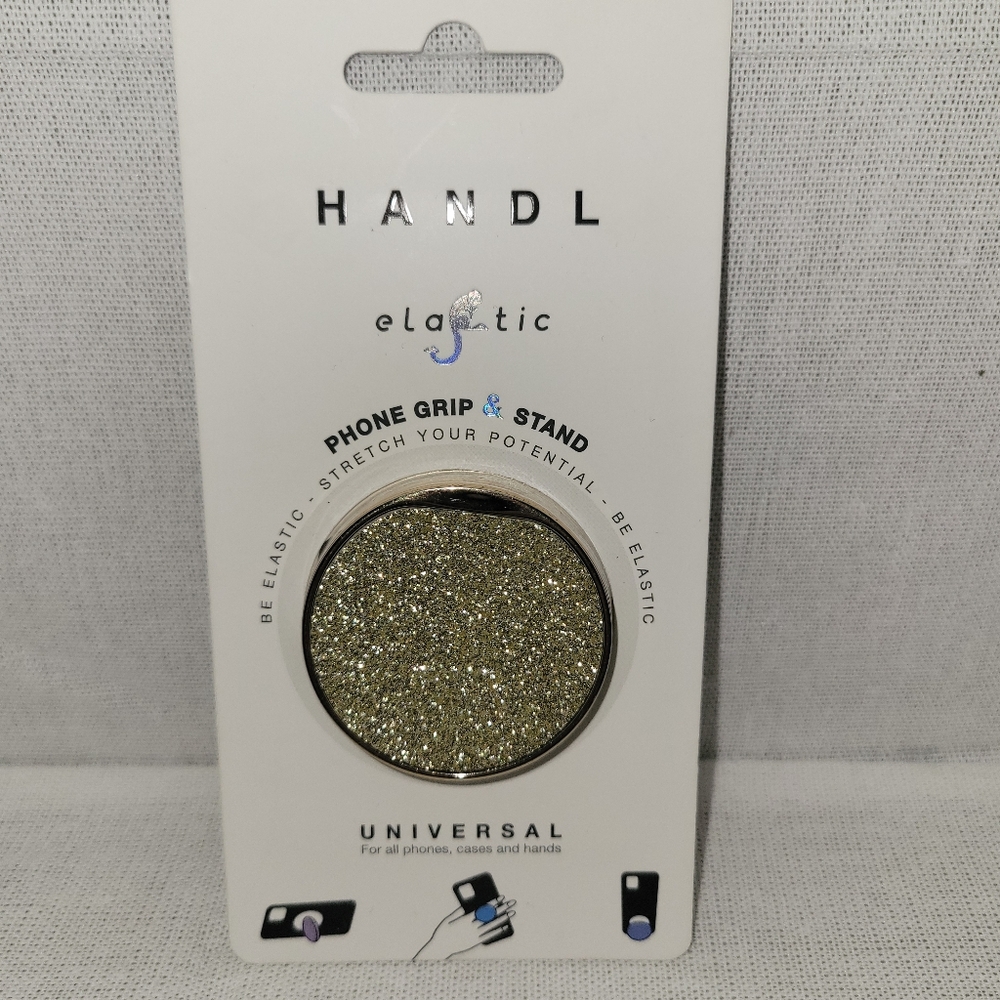 HANDL
elastic
PHONE GRIP & STAND
BE ELASTIC - STRETCH YOUR POTENTIAL - BE ELASTIC
UNIVERSAL
For all phones, cases and hands